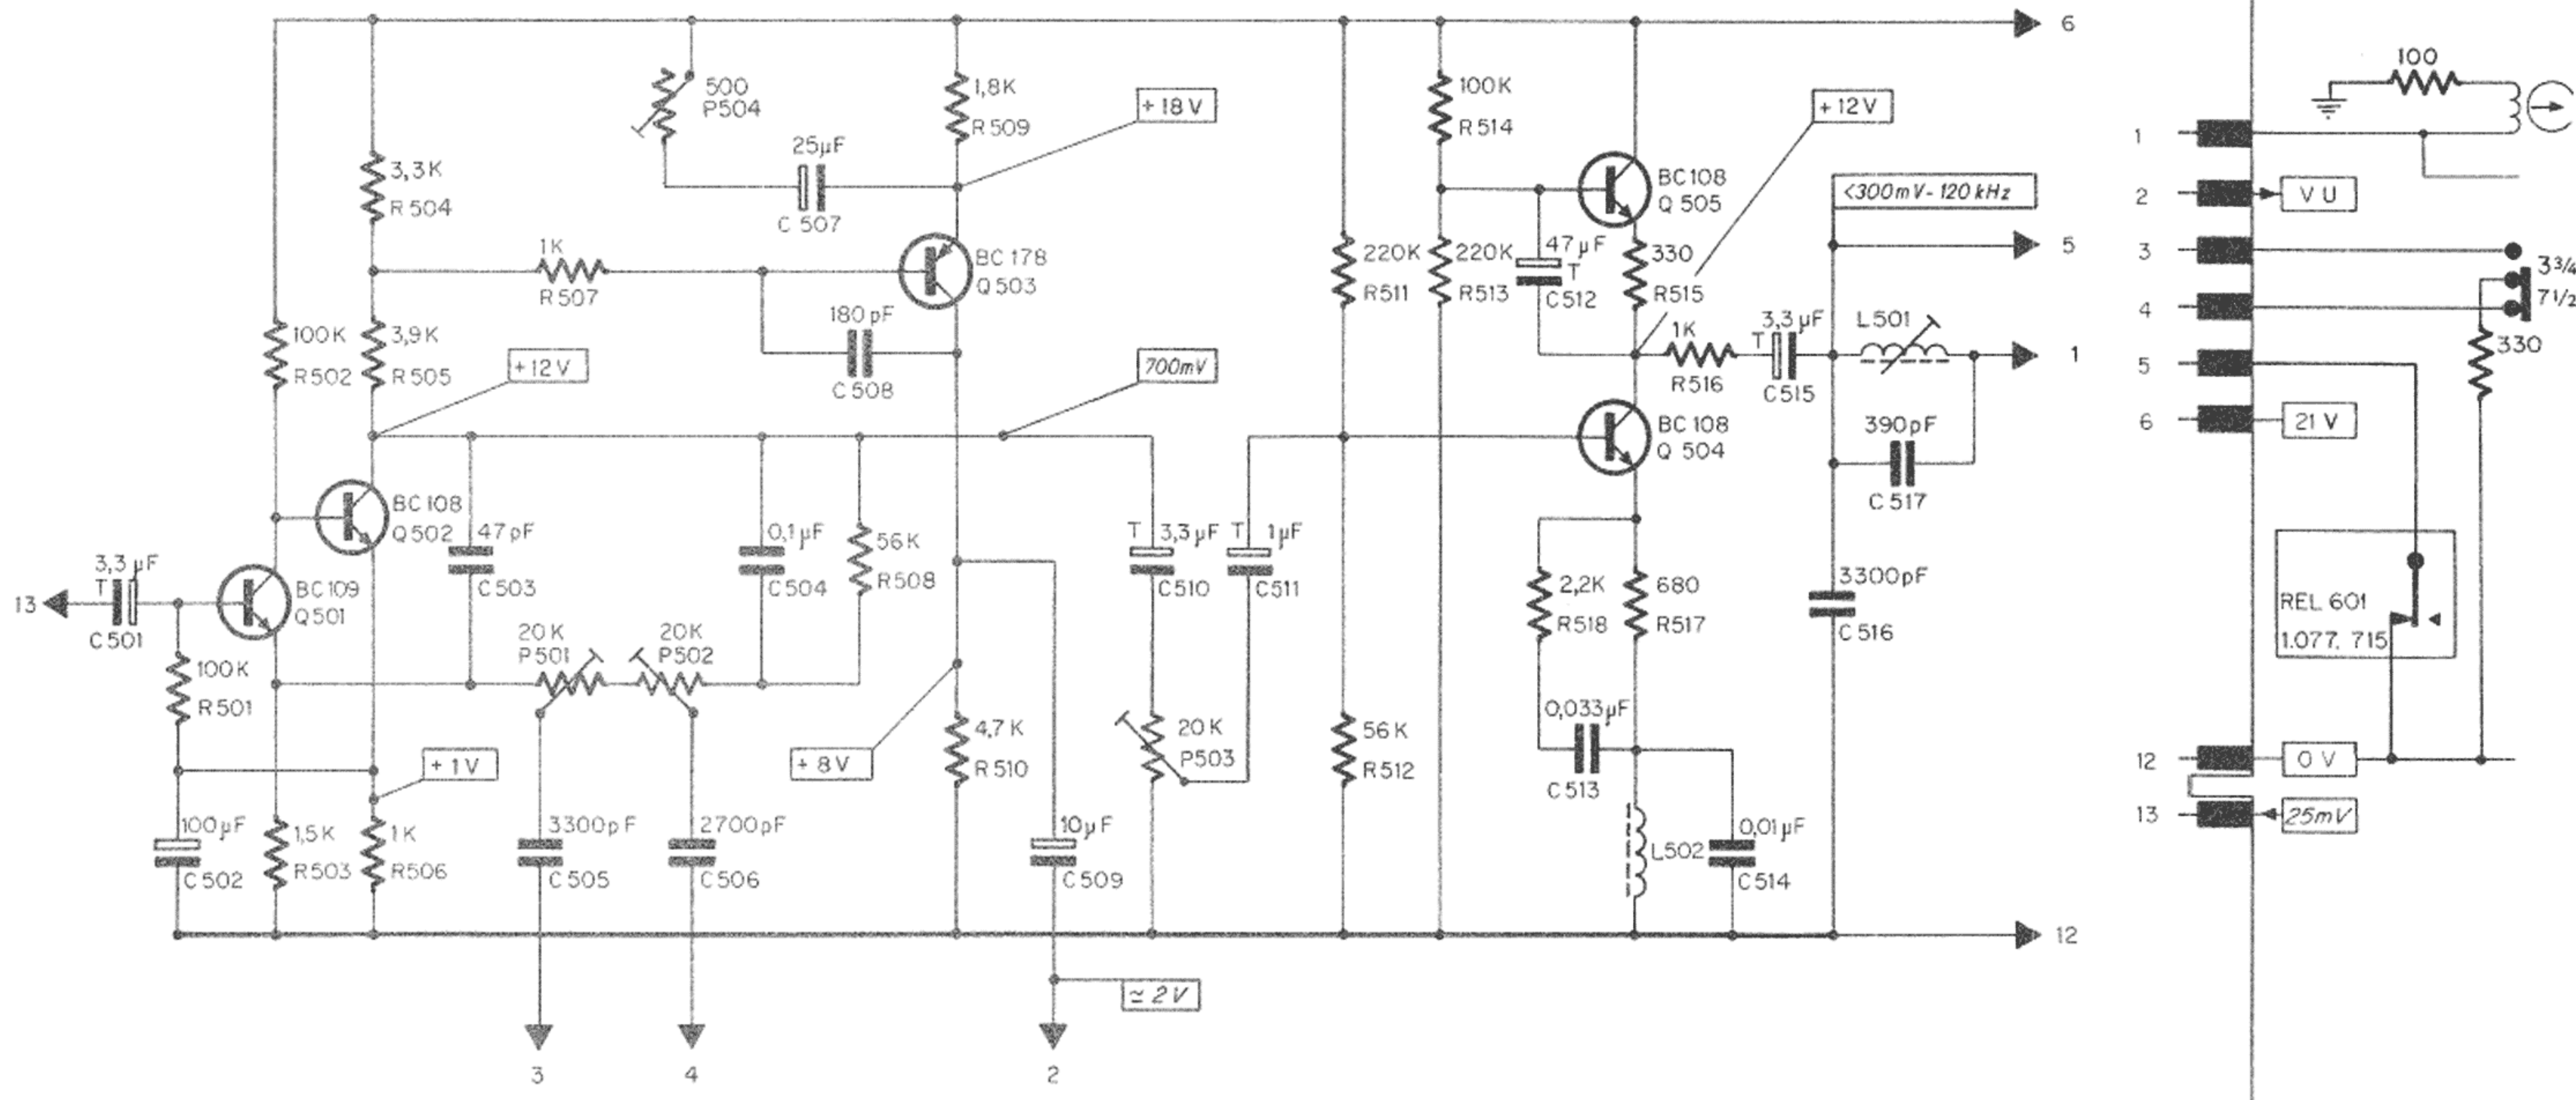 6
500
P504
1,8K
R509
+18V
100K
R514
+12V
3,3K
R504
25µF
C507
BC108
Q505
<300mV-120kHz
1K
R507
BC178
Q503
220K
R511
220K
R513
47µF
T
C512
330
R515
5
100K
R502
3,9K
R505
+12V
180pF
C508
700mV
1K
R516
3,3µF
T
C515
L501
1
BC108
Q504
390pF
C517
BC108
Q502
47pF
C503
0,1µF
C504
56K
R508
T
3,3µF
C510
T
1µF
C511
13
3,3µF
T
C501
BC109
Q501
2,2K
R518
680
R517
3300pF
C516
100K
R501
20K
P501
20K
P502
+1V
+8V
4,7K
R510
20K
P503
56K
R512
0,033µF
C513
100µF
C502
1,5K
R503
1K
R506
3300pF
C505
2700pF
C506
10µF
C509
L502
0,01µF
C514
12
≃2V
3
4
2
100
1
2
VU
3
3¾
7½
4
330
5
6
21V
REL 601
1.077.715
12
0V
13
25mV